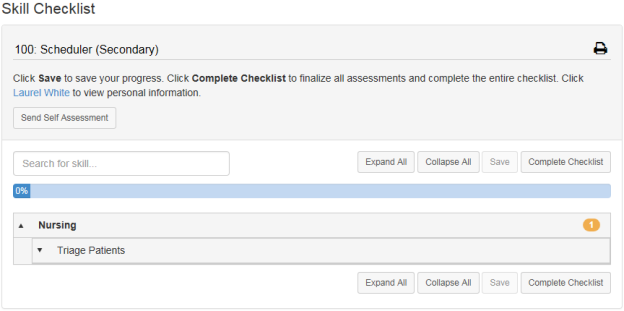 Skill Checklist
100: Scheduler (Secondary)
Click Save to save your progress. Click Complete Checklist to finalize all assessments and complete the entire checklist. Click
Laurel White to view personal information.
Send Self Assessment
Search for skill... Expand All Collapse All Save Complete Checklist
0%
Nursing 1
Triage Patients
Expand All Collapse All Save Complete Checklist